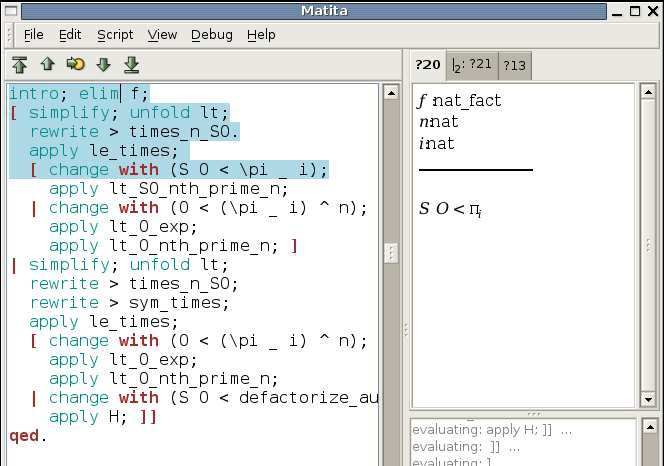 Matita
File Edit Script View Debug Help
intro; elim f;
[ simplify; unfold lt;
rewrite > times_n_SO.
apply le_times;
[ change with (S O < \pi _ i);
apply lt_SO_nth_prime_n;
| change with (O < (\pi _ i) ^ n);
apply lt_O_exp;
apply lt_O_nth_prime_n; ]
| simplify; unfold lt;
rewrite > times_n_SO;
rewrite > sym_times;
apply le_times;
[ change with (O < (\pi _ i) ^ n);
apply lt_O_exp;
apply lt_O_nth_prime_n;
| change with (S O < defactorize_au
apply H; ]]
qed.
?20 I₂: ?21 ?13
f:nat_fact
n:nat
i:nat
S O < π_i
evaluating: apply H; ]] ...
evaluating: ]] ...
evaluating: ]